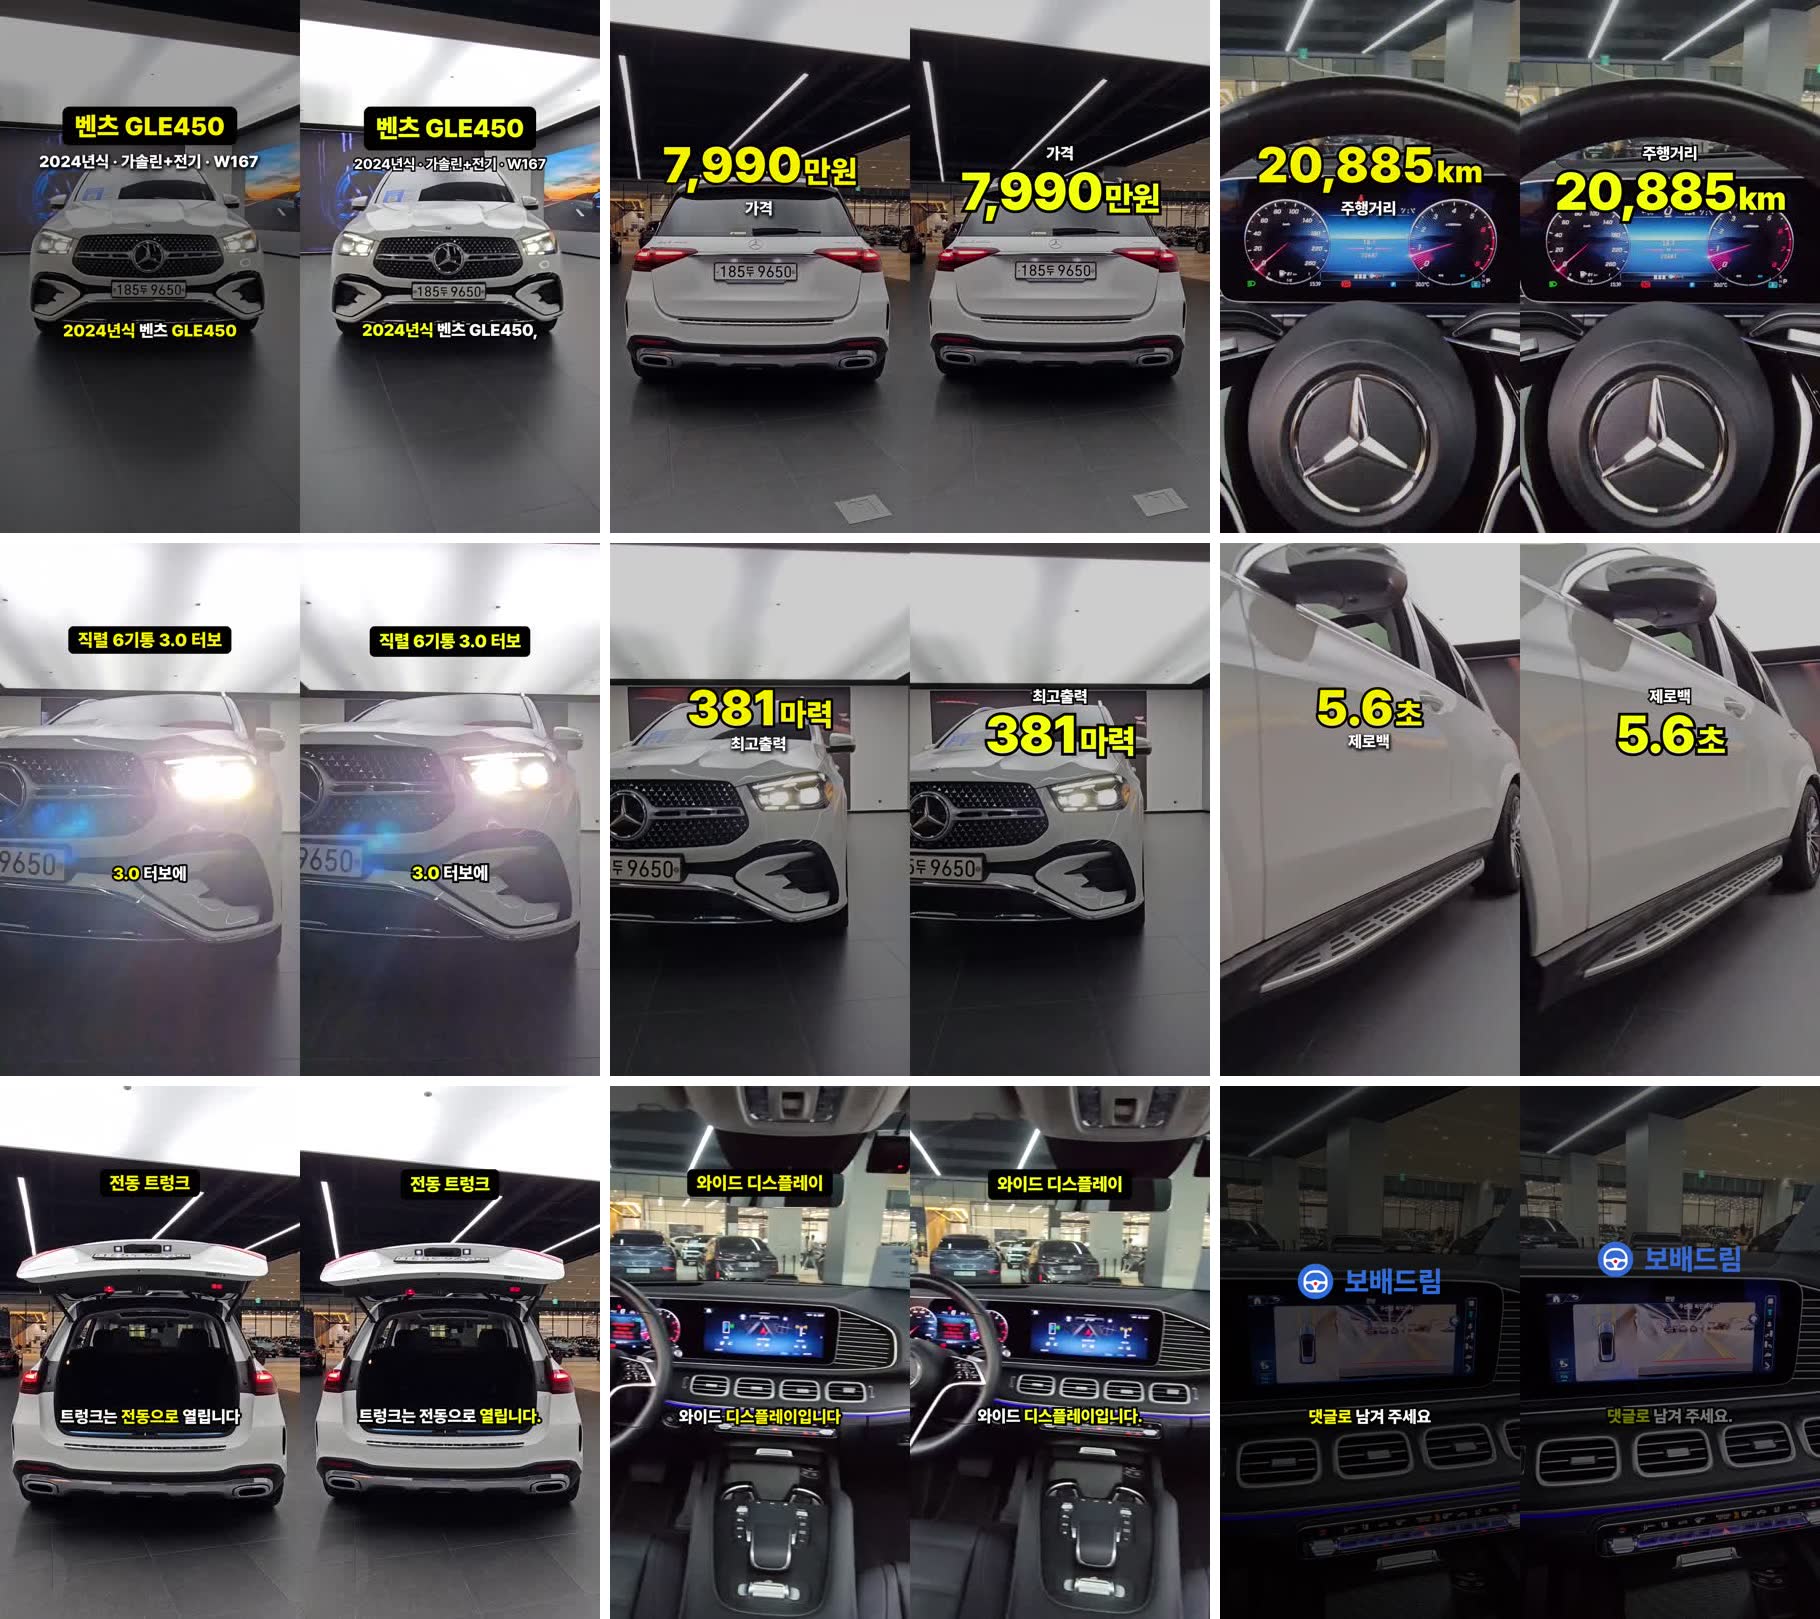 벤츠 GLE450
2024년식 · 가솔린+전기 · W167
185두 9650
2024년식 벤츠 GLE450
벤츠 GLE450
2024년식 · 가솔린+전기 · W167
185두 9650
2024년식 벤츠 GLE450,
7,990만원
가격
185두 9650
가격
7,990만원
185두 9650
20,885km
주행거리
주행거리
20,885km
직렬 6기통 3.0 터보
9650
3.0 터보에
직렬 6기통 3.0 터보
9650
3.0 터보에
381마력
최고출력
두 9650
최고출력
381마력
두 9650
5.6초
제로백
제로백
5.6초
전동 트렁크
트렁크는 전동으로 열립니다
전동 트렁크
트렁크는 전동으로 열립니다.
와이드 디스플레이
와이드 디스플레이입니다
와이드 디스플레이
와이드 디스플레이입니다.
보배드림
댓글로 남겨 주세요
보배드림
댓글로 남겨 주세요.